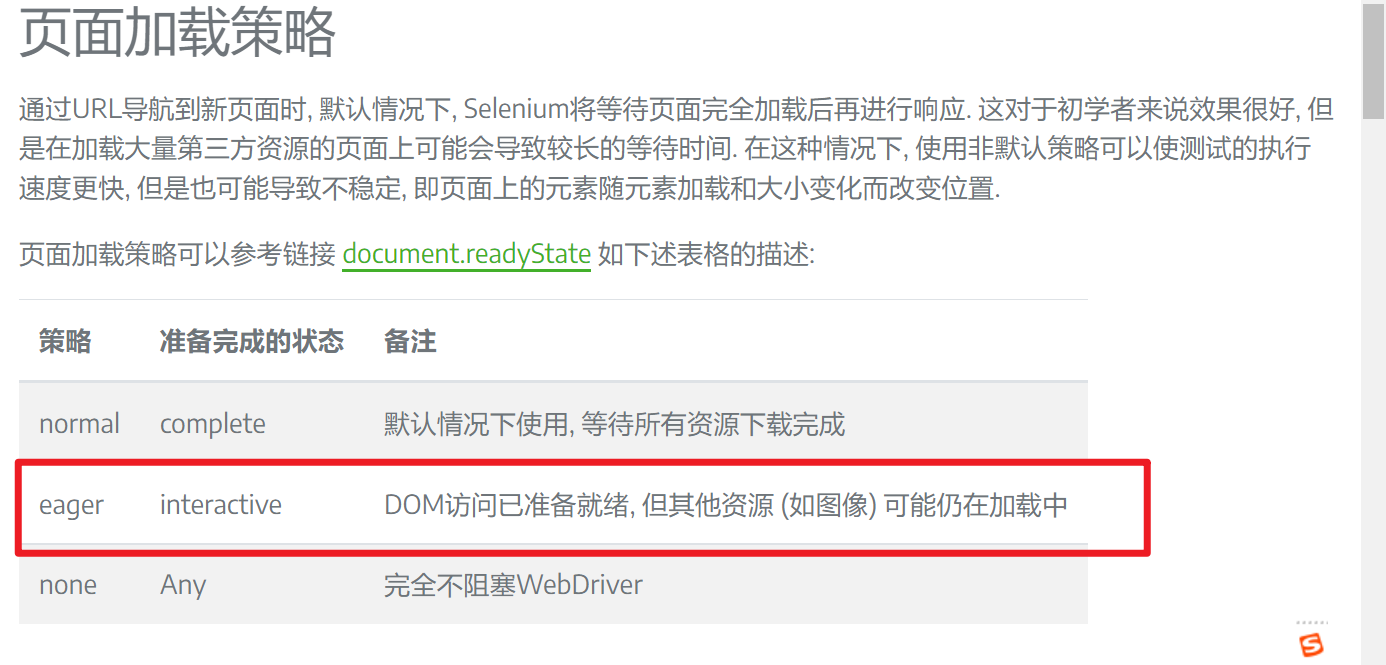 页面加载策略
通过URL导航到新页面时, 默认情况下, Selenium将等待页面完全加载后再进行响应. 这对于初学者来说效果很好, 但
是在加载大量第三方资源的页面上可能会导致较长的等待时间. 在这种情况下, 使用非默认策略可以使测试的执行
速度更快, 但是也可能导致不稳定, 即页面上的元素随元素加载和大小变化而改变位置.
页面加载策略可以参考链接 document.readyState 如下述表格的描述:
策略 准备完成的状态 备注
normal complete 默认情况下使用, 等待所有资源下载完成
eager interactive DOM访问已准备就绪, 但其他资源 (如图像) 可能仍在加载中
none Any 完全不阻塞WebDriver